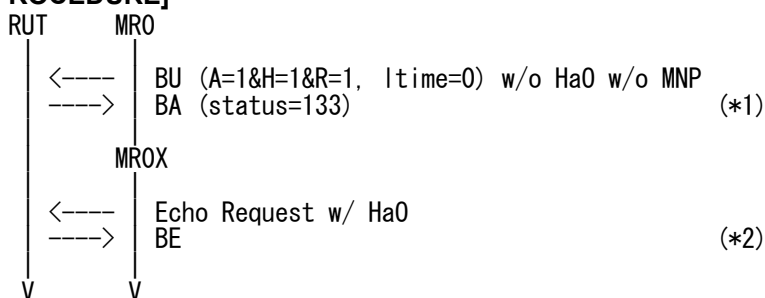 ROCEDURE]
RUT MR0
<---- BU (A=1&H=1&R=1, ltime=0) w/o HaO w/o MNP
----> BA (status=133) (*1)
MR0X
<---- Echo Request w/ HaO
----> BE (*2)
V V